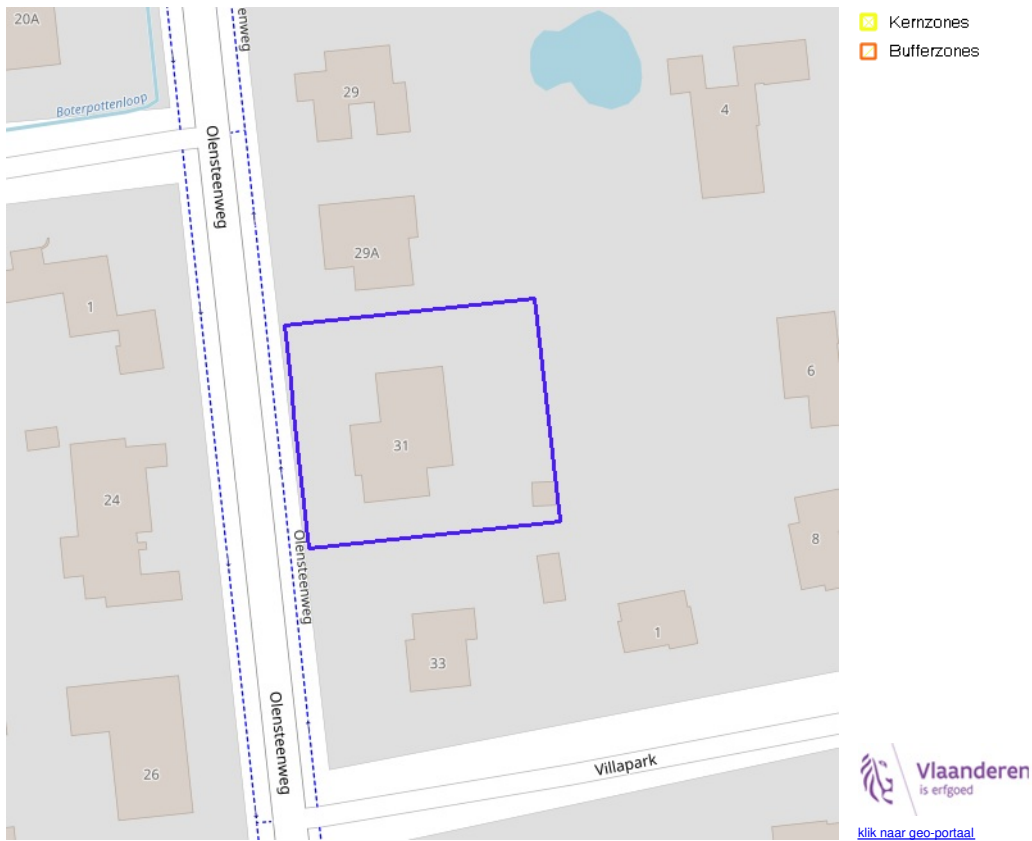 20A
enweg
Kernzones
Bufferzones
29
4
Boterpottenloop
Olensteenweg
29A
1
6
31
24
8
Olensteenweg
1
33
Olensteenweg
Villapark
26
Vlaanderen
is erfgoed
klik naar geo-portaal